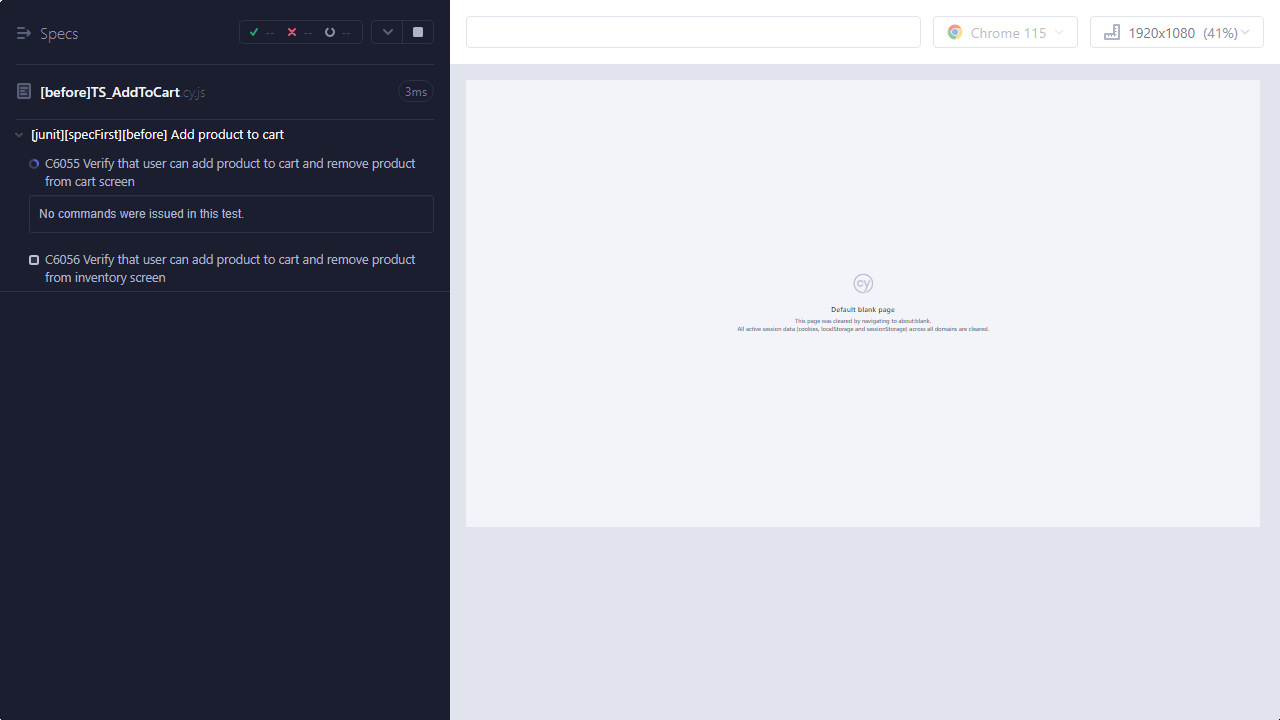 Specs
--
--
--
Chrome 115
1920x1080 (41%)
[before]TS_AddToCart.cy.js
3ms
[junit][specFirst][before] Add product to cart
C6055 Verify that user can add product to cart and remove product
from cart screen
No commands were issued in this test.
C6056 Verify that user can add product to cart and remove product
from inventory screen
cy
Default blank page
This page was cleared by navigating to about:blank.
All active session data (cookies, localStorage and sessionStorage) across all domains are cleared.